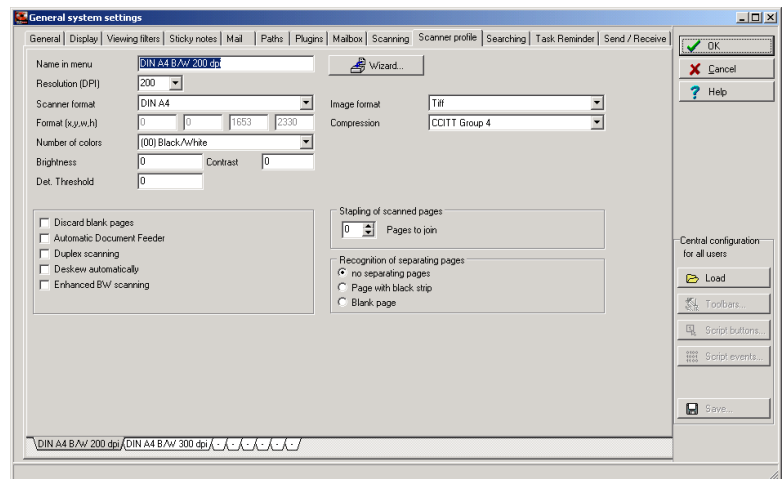 General system settings
General Display Viewing filters Sticky notes Mail Paths Plugins Mailbox Scanning Scanner profile Searching Task Reminder Send / Receive
Name in menu DIN A4 B/W 200 dpi Wizard...
Resolution (DPI) 200
Scanner format DIN A4 Image format Tiff
Format (x,y,w,h) 0 0 1653 2330 Compression CCITT Group 4
Number of colors (00) Black/White
Brightness 0 Contrast 0
Det. Threshold 0
Discard blank pages
Automatic Document Feeder
Duplex scanning
Deskew automatically
Enhanced BW scanning
Stapling of scanned pages
0 Pages to join
Recognition of separating pages
no separating pages
Page with black strip
Blank page
OK
Cancel
Help
Central configuration
for all users
Load
Toolbars...
Script buttons...
Script events...
Save...
DIN A4 B/W 200 dpi DIN A4 B/W 300 dpi - - - - - -